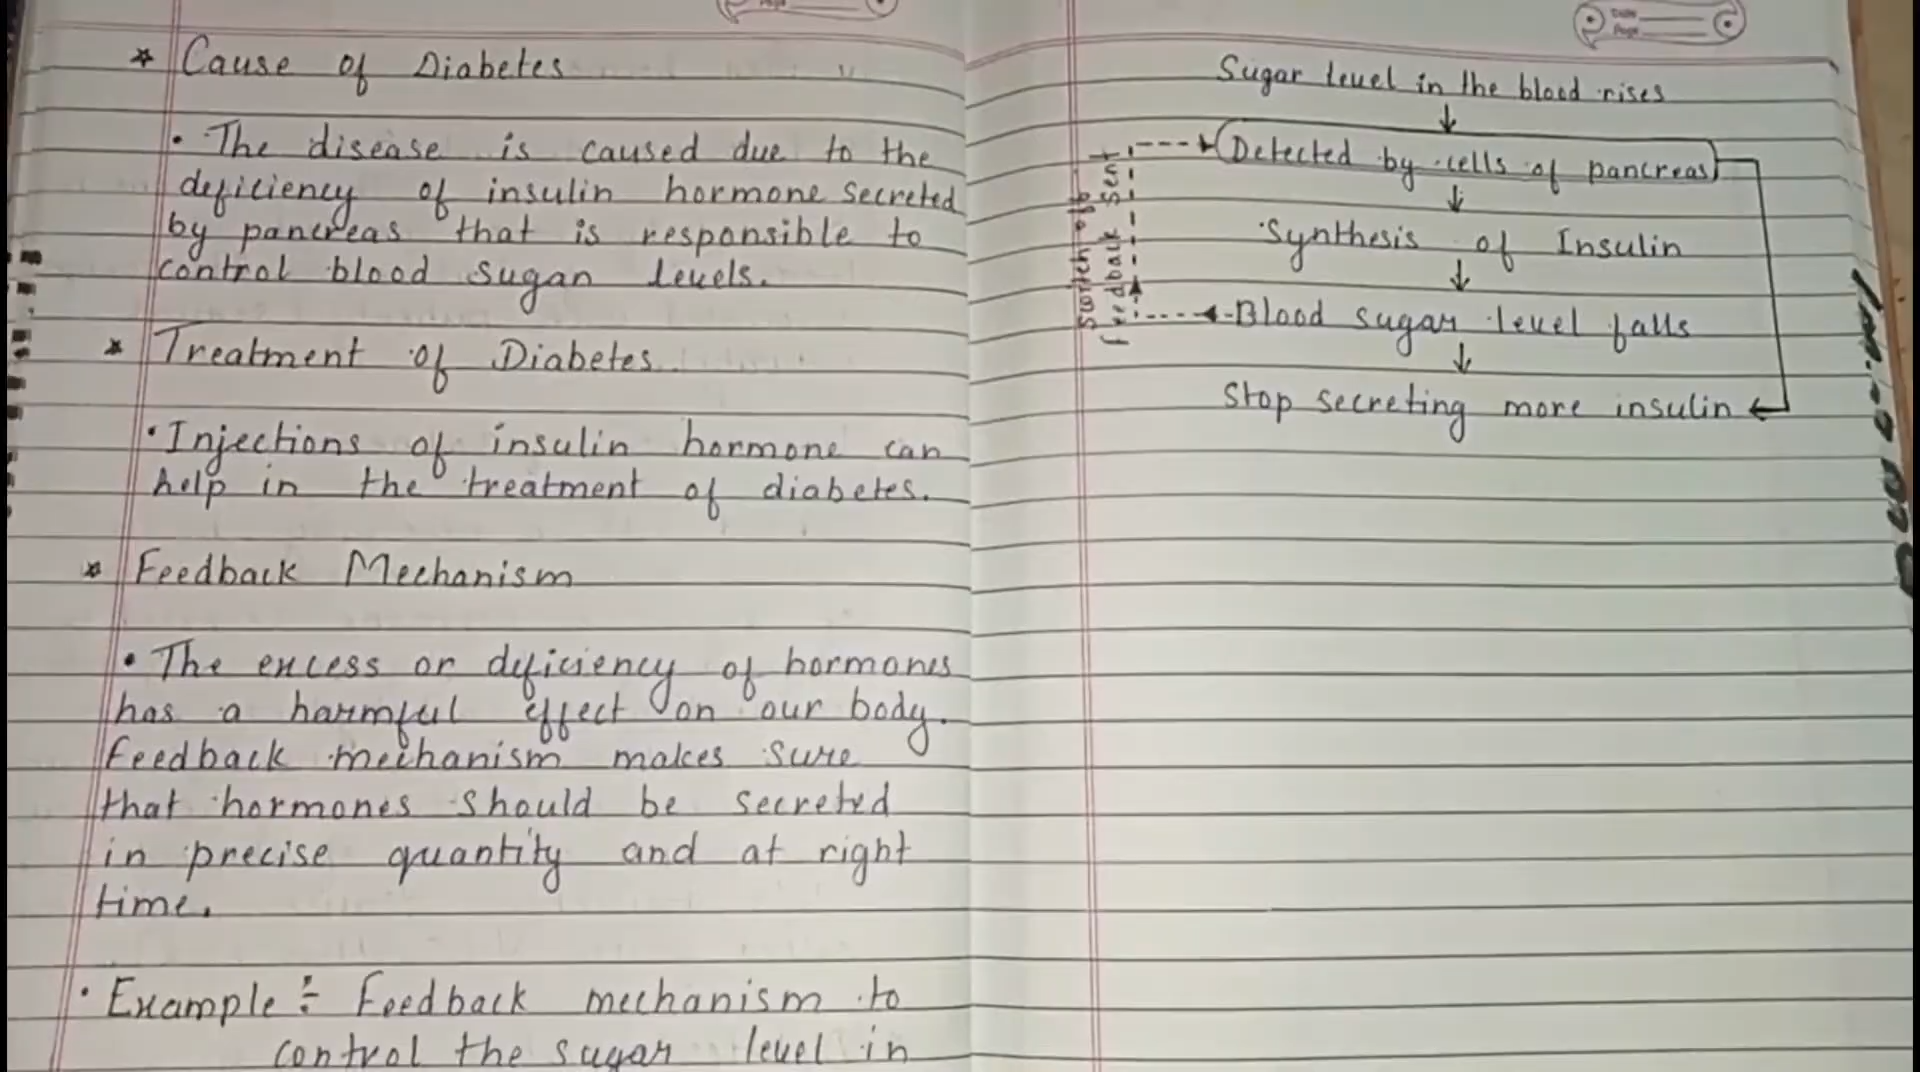 * Cause of Diabetes
• The disease is caused due to the
deficiency of insulin hormone secreted
by pancreas that is responsible to
control blood sugar levels.
* Treatment of Diabetes
• Injections of insulin hormone can
help in the treatment of diabetes.
* Feedback Mechanism
• The excess or deficiency of hormones
has a harmful effect on our body.
Feedback mechanism makes sure
that hormones should be secreted
in precise quantity and at right
time.
• Example :- Feedback mechanism to
control the sugar level in
Date
Page
Sugar level in the blood rises
Detected by cells of pancreas
Synthesis of Insulin
Blood sugar level falls
Stop secreting more insulin
Switch off
feedback sent